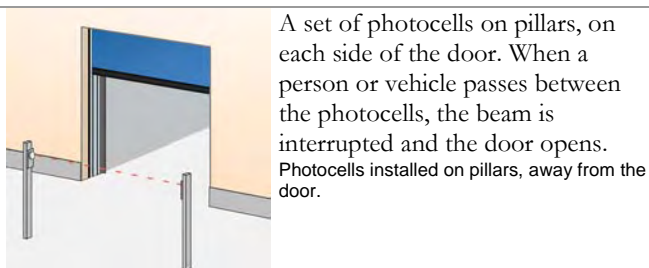 A set of photocells on pillars, on
each side of the door. When a
person or vehicle passes between
the photocells, the beam is
interrupted and the door opens.
Photocells installed on pillars, away from the
door.